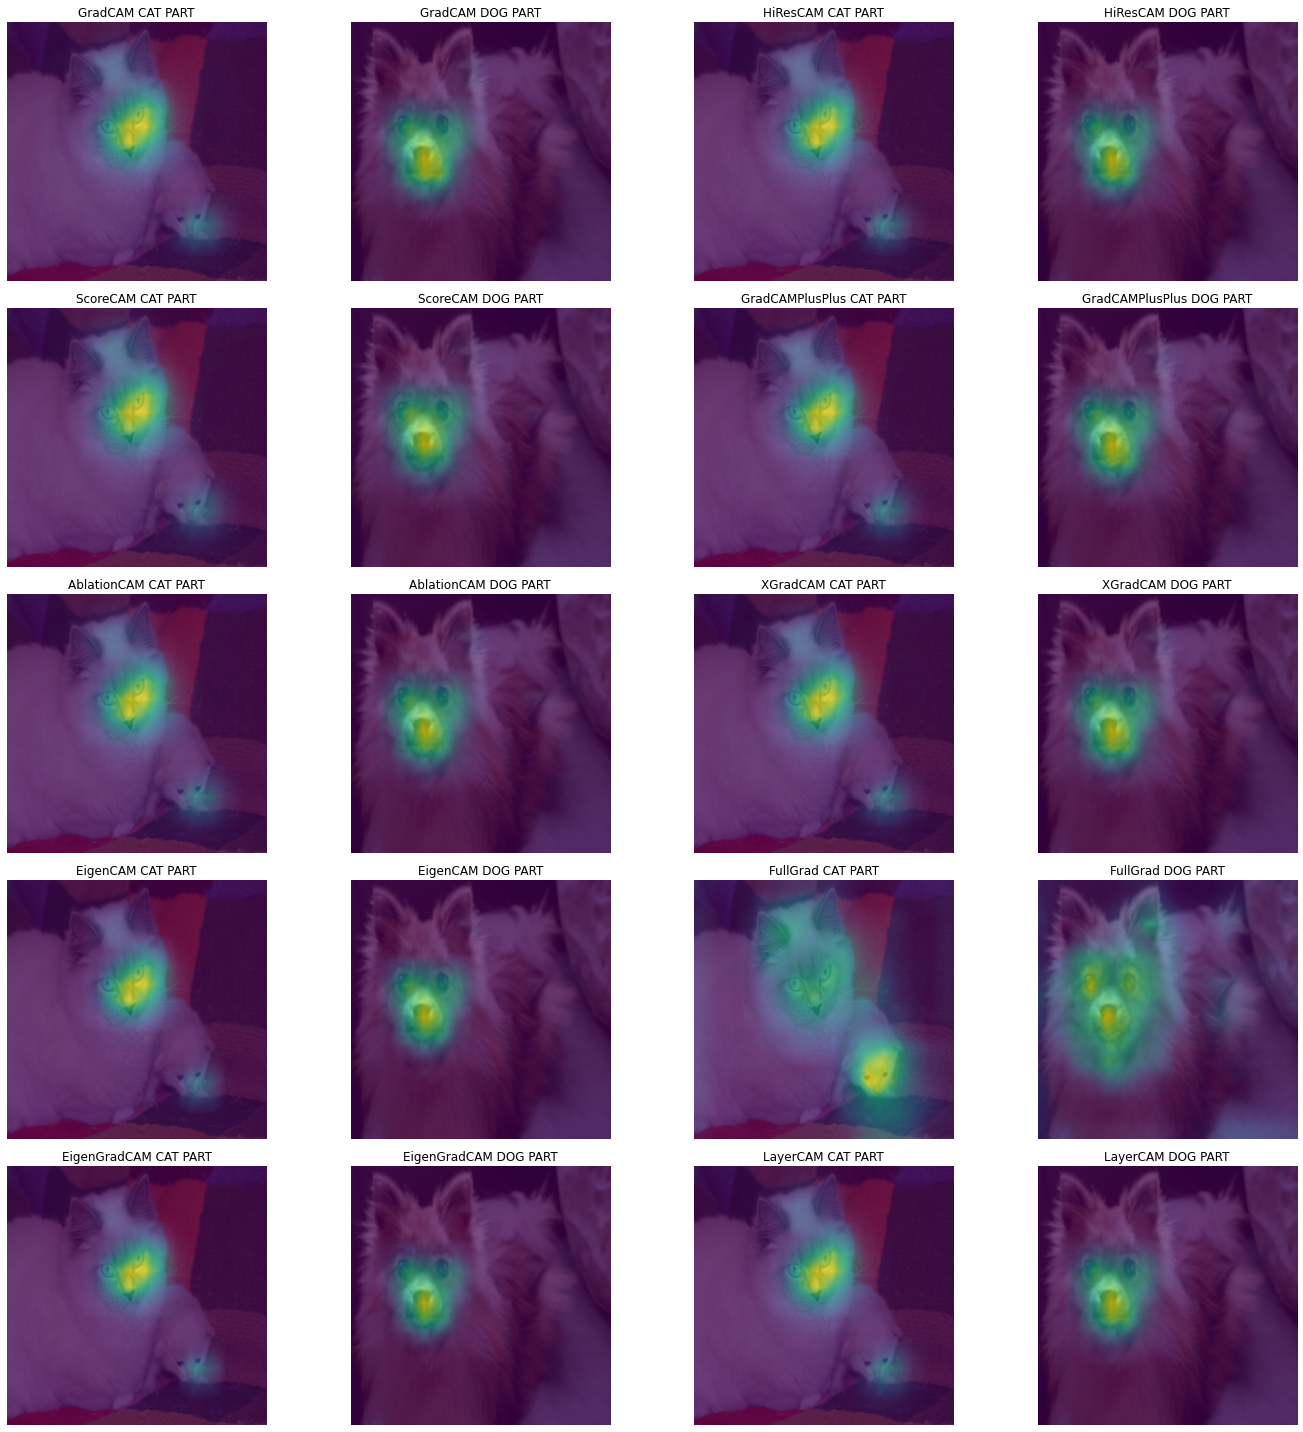 GradCAM CAT PART
GradCAM DOG PART
HiResCAM CAT PART
HiResCAM DOG PART
ScoreCAM CAT PART
ScoreCAM DOG PART
GradCAMPlusPlus CAT PART
GradCAMPlusPlus DOG PART
AblationCAM CAT PART
AblationCAM DOG PART
XGradCAM CAT PART
XGradCAM DOG PART
EigenCAM CAT PART
EigenCAM DOG PART
FullGrad CAT PART
FullGrad DOG PART
EigenGradCAM CAT PART
EigenGradCAM DOG PART
LayerCAM CAT PART
LayerCAM DOG PART